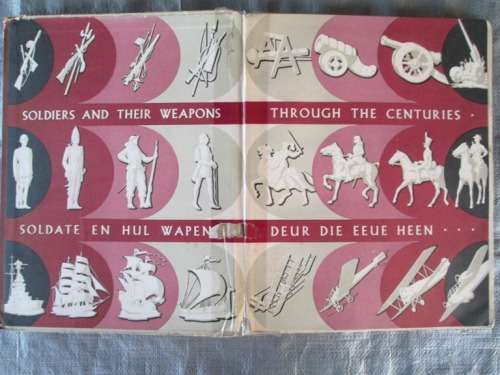 SOLDIERS AND THEIR WEAPONS THROUGH THE CENTURIES .
SOLDATE EN HUL WAPENS DEUR DIE EEUE HEEN . . .